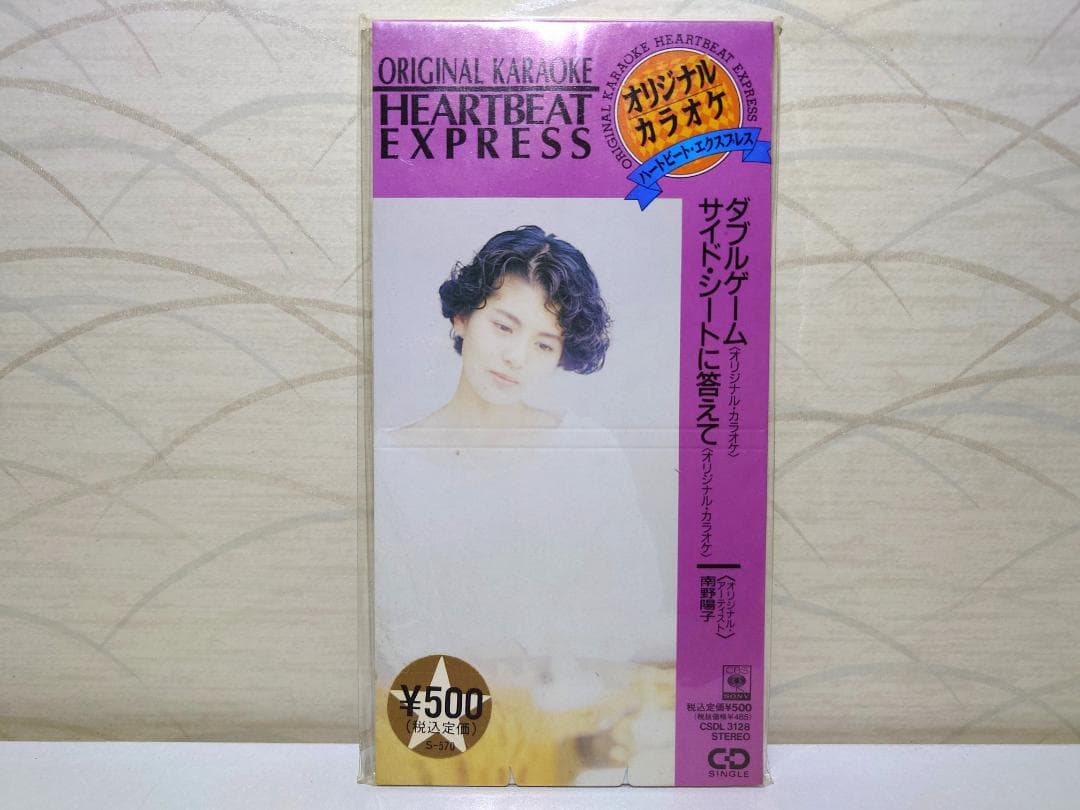 ORIGINAL KARAOKE
HEARTBEAT
EXPRESS
ORIGINAL KARAOKE HEARTBEAT EXPRESS
オリジナル
カラオケ
ハートビート・エクスプレス
ダブルゲーム〈オリジナル・カラオケ〉
サイド・シートに答えて〈オリジナル・カラオケ〉
〈オリジナル・アーティスト〉
南野陽子
CBS
SONY
税込定価¥500
(税抜価格¥485)
CSDL 3128
STEREO
CD
SINGLE
¥500
(税込定価)
S-570